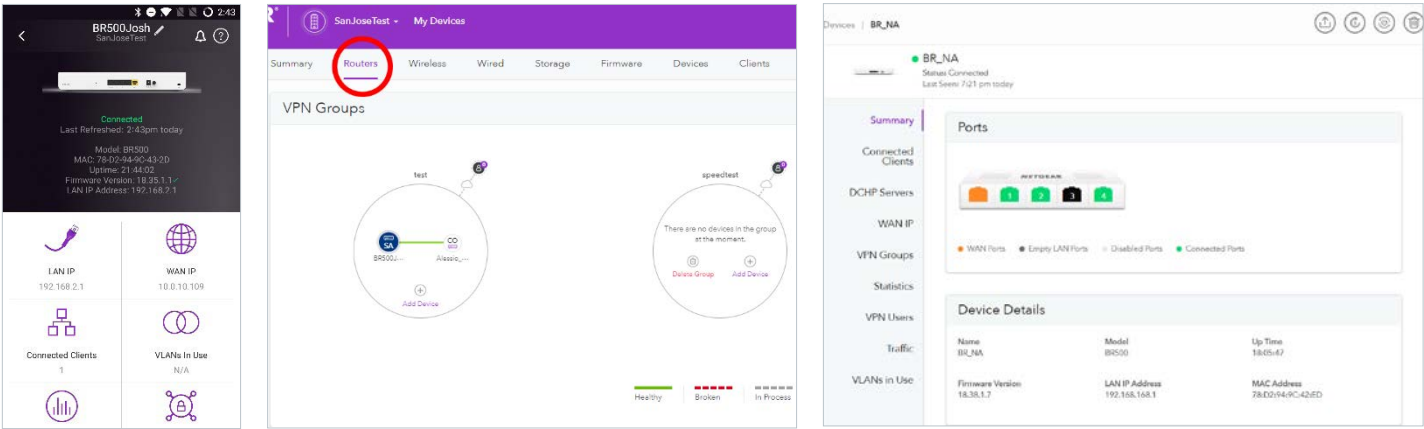 2:43
BR500Josh
SanJoseTest
Connected
Last Refreshed: 2:43pm today
Model: BR500
MAC: 78-D2-94-9C-43-2D
Uptime: 21:44:02
Firmware Version: 18.35.1.1
LAN IP Address: 192.168.2.1
LAN IP
WAN IP
192.168.2.1
10.0.10.109
Connected Clients
VLANs In Use
1
N/A
SanJoseTest
My Devices
Summary
Routers
Wireless
Wired
Storage
Firmware
Devices
Clients
VPN Groups
test
speedtest
SA
CO
BR500J...
Alessio_...
Add Device
There are no devices in the group
at the moment.
Delete Group
Add Device
Healthy
Broken
In Process
Devices | BR_NA
BR_NA
Status: Connected
Last Seen: 7:21 pm today
Summary
Connected
Clients
DCHP Servers
WAN IP
VPN Groups
Statistics
VPN Users
Traffic
VLANs in Use
Ports
NETGEAR
1 2 3 4
WAN Ports
Empty LAN Ports
Disabled Ports
Connected Ports
Device Details
Name
Model
Up Time
BR_NA
BR500
18:05:47
Firmware Version
LAN IP Address
MAC Address
18.38.1.7
192.168.168.1
78:D2:94:9C:42:ED